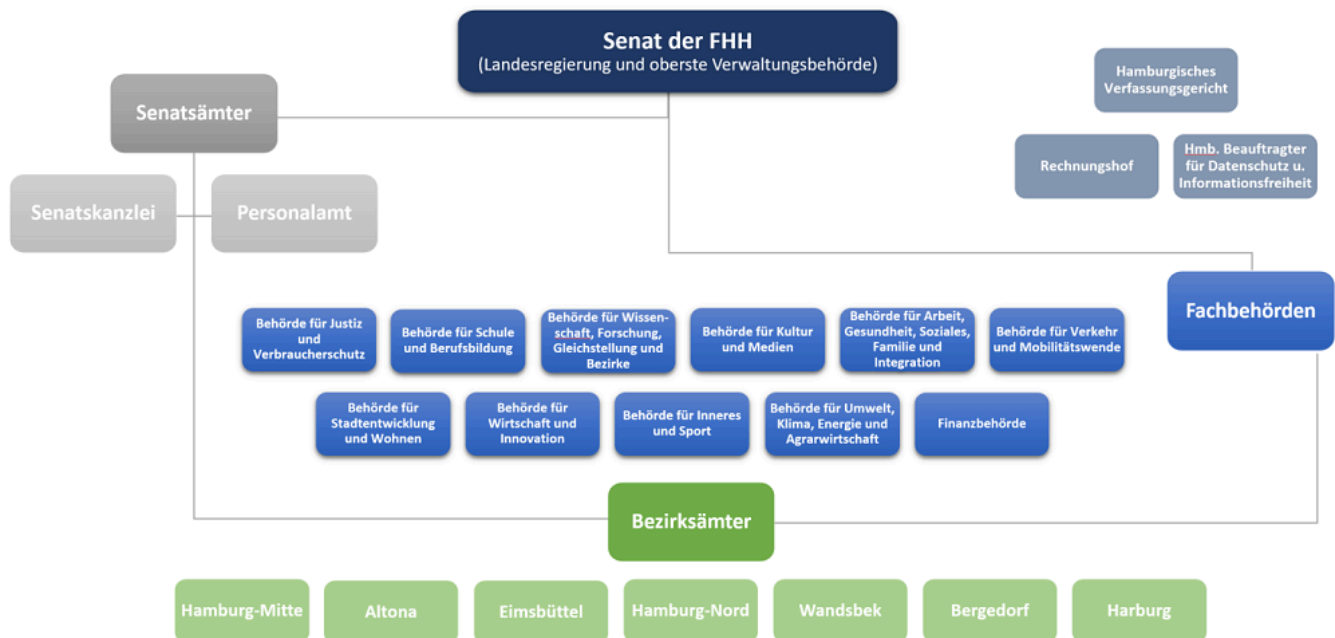 Senat der FHH
(Landesregierung und oberste Verwaltungsbehörde)
Hamburgisches
Verfassungsgericht
Senatsämter
Rechnungshof
Hmb. Beauftragter
für Datenschutz u.
Informationsfreiheit
Senatskanzlei
Personalamt
Fachbehörden
Behörde für Justiz
und
Verbraucherschutz
Behörde für Schule
und Berufsbildung
Behörde für Wissen-
schaft, Forschung,
Gleichstellung und
Bezirke
Behörde für Kultur
und Medien
Behörde für Arbeit,
Gesundheit, Soziales,
Familie und
Integration
Behörde für Verkehr
und Mobilitätswende
Behörde für
Stadtentwicklung
und Wohnen
Behörde für
Wirtschaft und
Innovation
Behörde für Inneres
und Sport
Behörde für Umwelt,
Klima, Energie und
Agrarwirtschaft
Finanzbehörde
Bezirksämter
Hamburg-Mitte
Altona
Eimsbüttel
Hamburg-Nord
Wandsbek
Bergedorf
Harburg